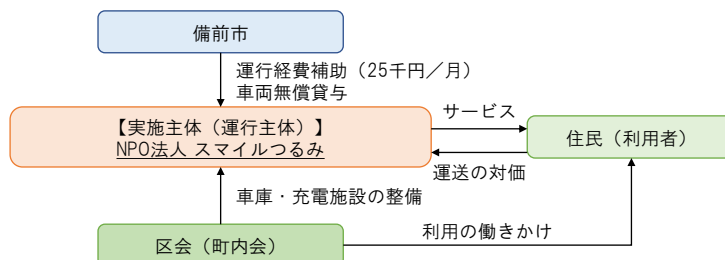 備前市
運行経費補助（25千円／月）
車両無償貸与
【実施主体（運行主体）】
NPO法人 スマイルつるみ
サービス
住民（利用者）
運送の対価
車庫・充電施設の整備
利用の働きかけ
区会（町内会）